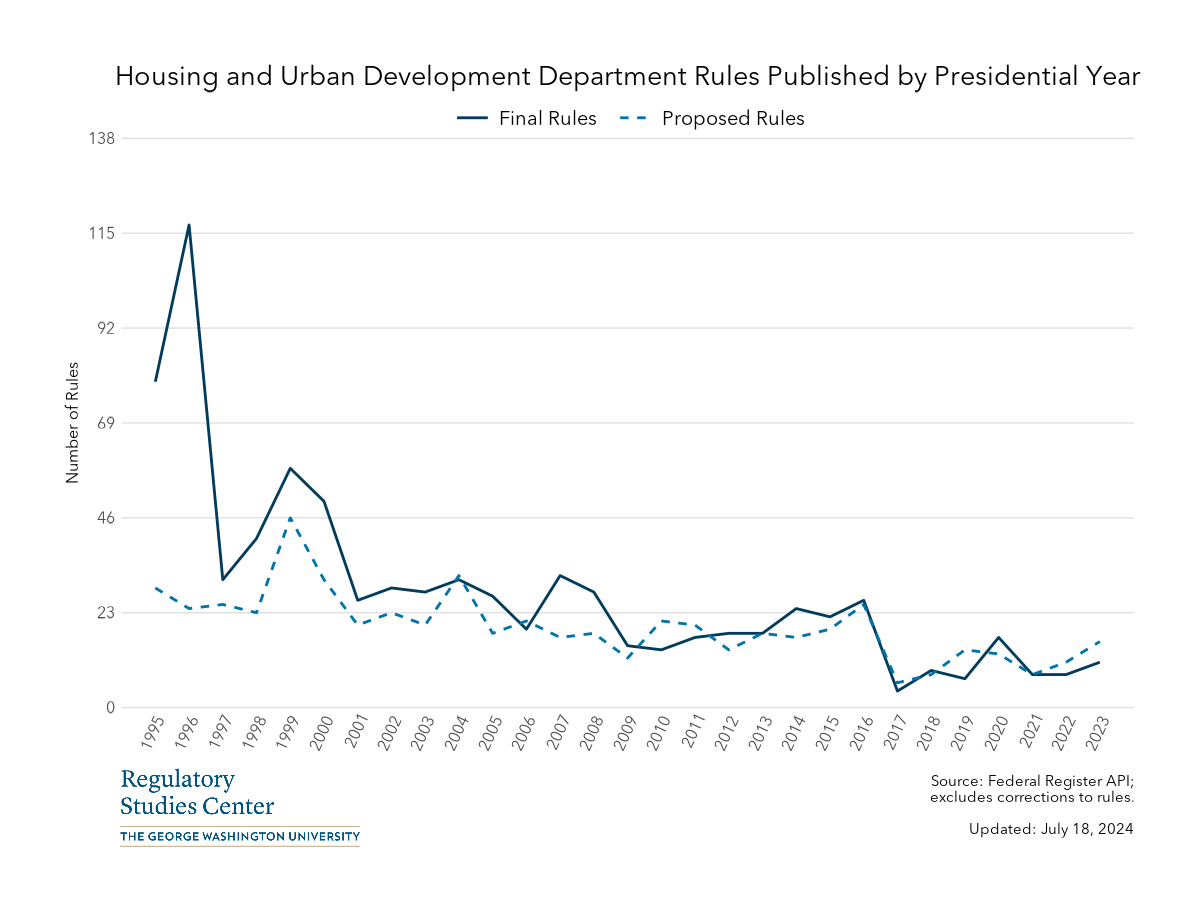 Housing and Urban Development Department Rules Published by Presidential Year
Final Rules Proposed Rules
138
115
92
69
46
23
0
Number of Rules
1995 1996 1997 1998 1999 2000 2001 2002 2003 2004 2005 2006 2007 2008 2009 2010 2011 2012 2013 2014 2015 2016 2017 2018 2019 2020 2021 2022 2023
Regulatory
Studies Center
THE GEORGE WASHINGTON UNIVERSITY
Source: Federal Register API;
excludes corrections to rules.
Updated: July 18, 2024